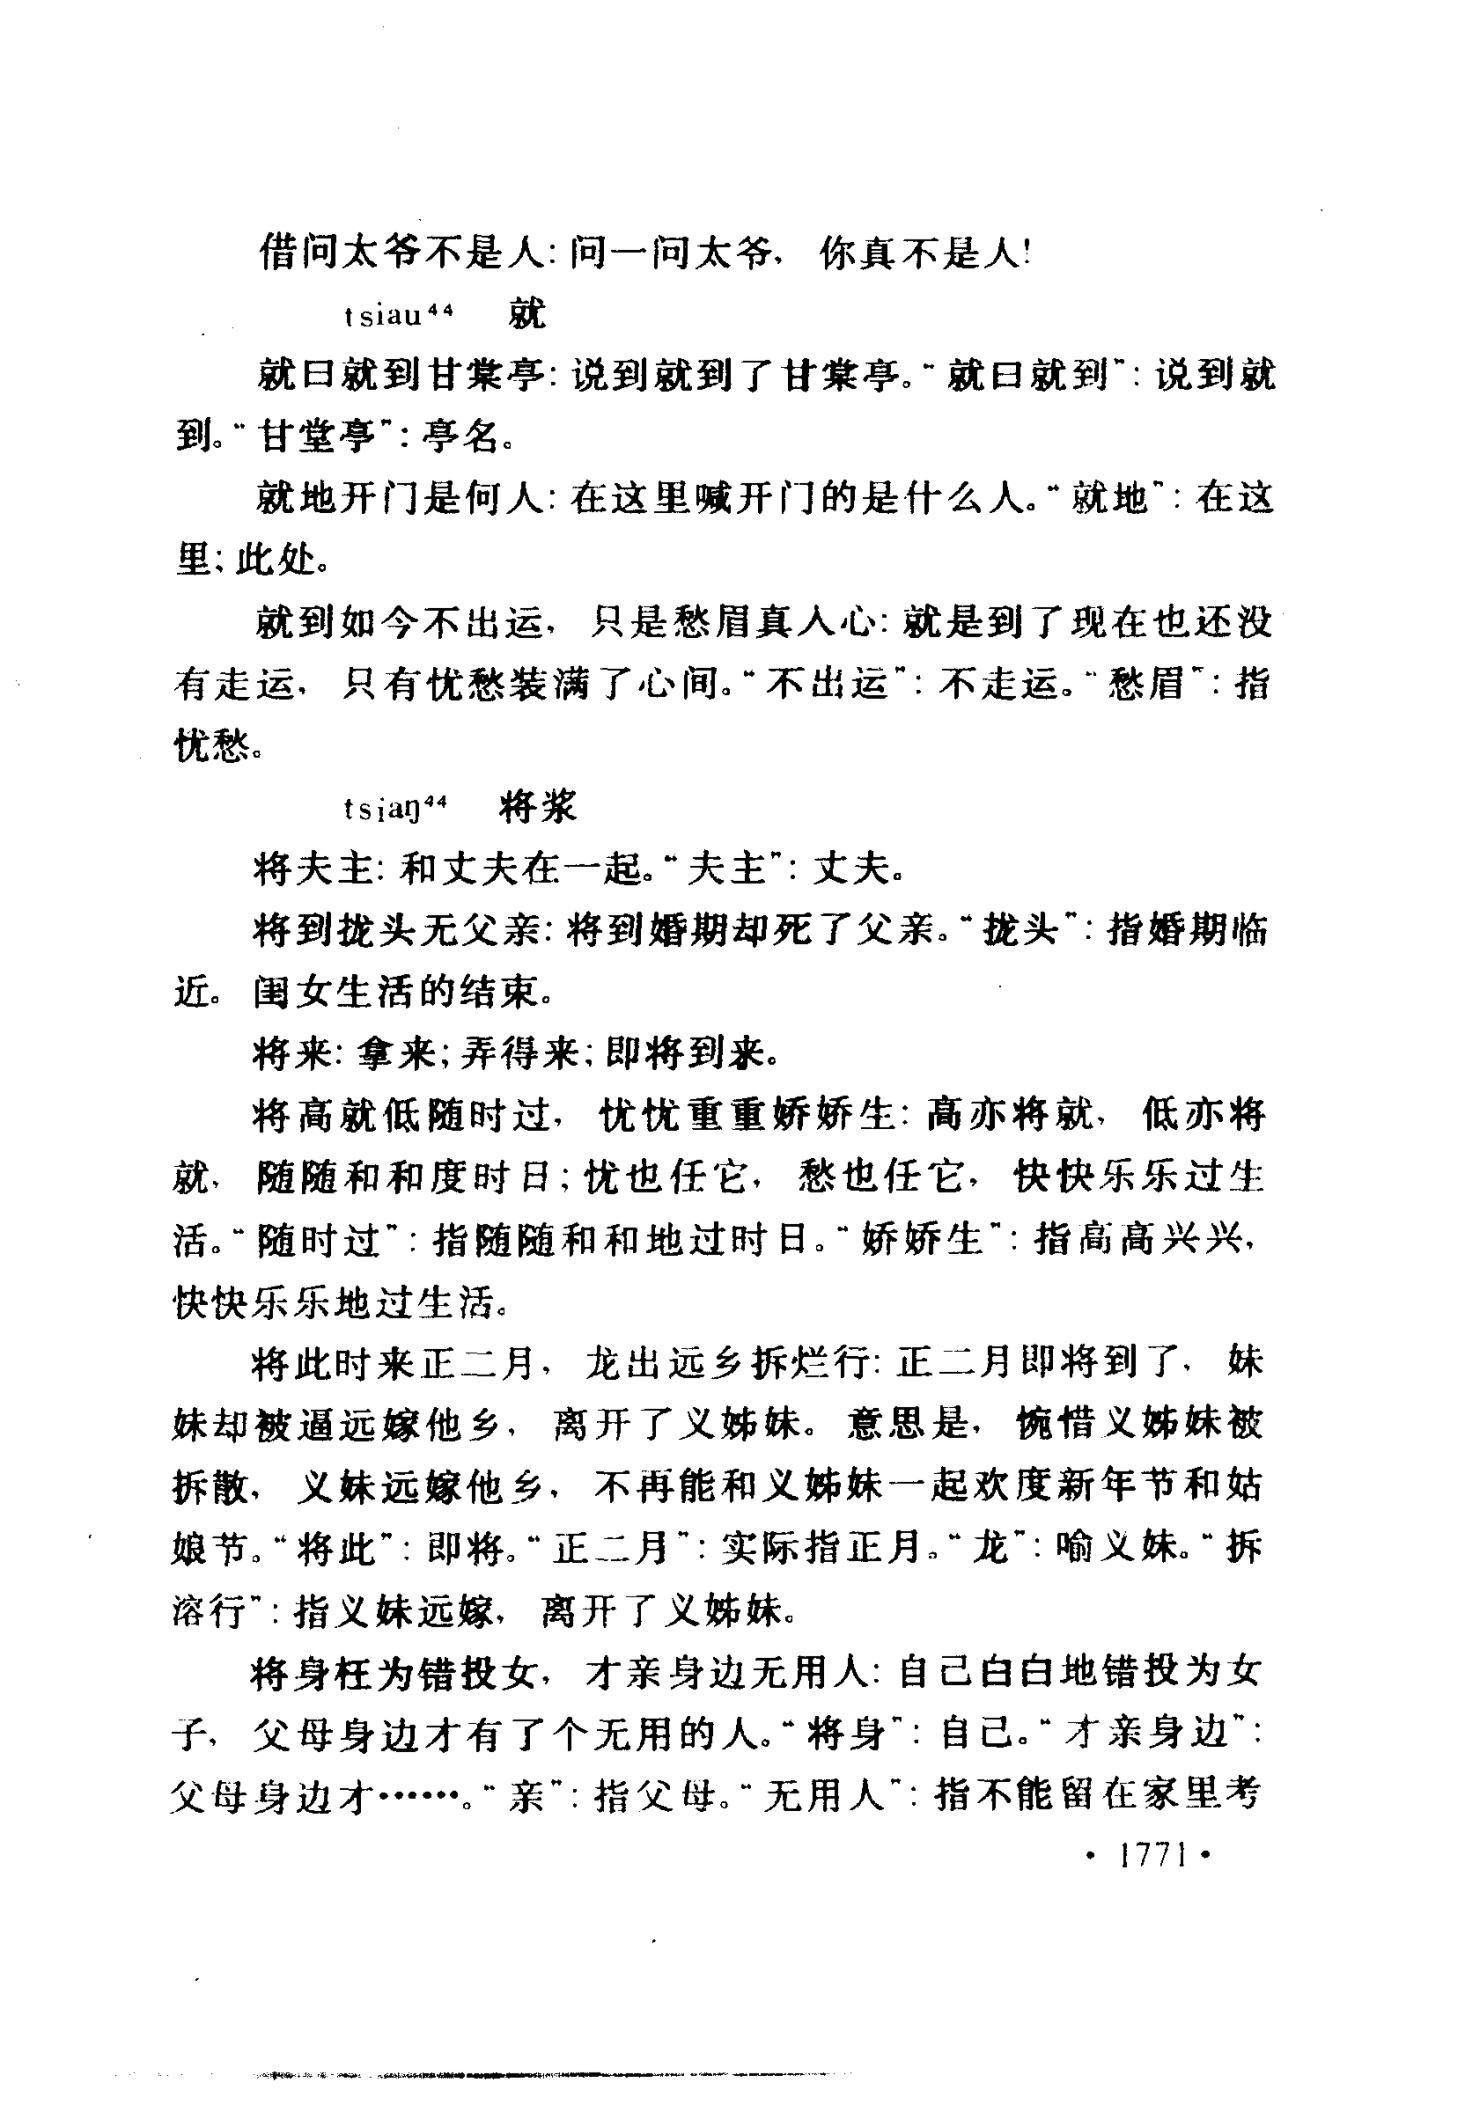 借问太爷不是人：问一问太爷，你真不是人！
tsiau⁴⁴　就
就曰就到甘棠亭：说到就到了甘棠亭。“就曰就到”：说到就
到。“甘堂亭”：亭名。
就地开门是何人：在这里喊开门的是什么人。“就地”：在这
里；此处。
就到如今不出运，只是愁眉真人心：就是到了现在也还没
有走运，只有忧愁装满了心间。“不出运”：不走运。“愁眉”：指
忧愁。
tsiaŋ⁴⁴　将浆
将夫主：和丈夫在一起。“夫主”：丈夫。
将到拢头无父亲：将到婚期却死了父亲。“拢头”：指婚期临
近。闺女生活的结束。
将来：拿来；弄得来；即将到来。
将高就低随时过，忧忧重重娇娇生：高亦将就，低亦将
就，随随和和度时日；忧也任它，愁也任它，快快乐乐过生
活。“随时过”：指随随和和地过时日。“娇娇生”：指高高兴兴，
快快乐乐地过生活。
将此时来正二月，龙出远乡拆烂行：正二月即将到了，妹
妹却被逼远嫁他乡，离开了义姊妹。意思是，惋惜义姊妹被
拆散，义妹远嫁他乡，不再能和义姊妹一起欢度新年节和姑
娘节。“将此”：即将。“正二月”：实际指正月。“龙”：喻义妹。“拆
溶行”：指义妹远嫁，离开了义姊妹。
将身枉为错投女，才亲身边无用人：自己白白地错投为女
子，父母身边才有了个无用的人。“将身”：自己。“才亲身边”：
父母身边才……。“亲”：指父母。“无用人”：指不能留在家里考
·1771·